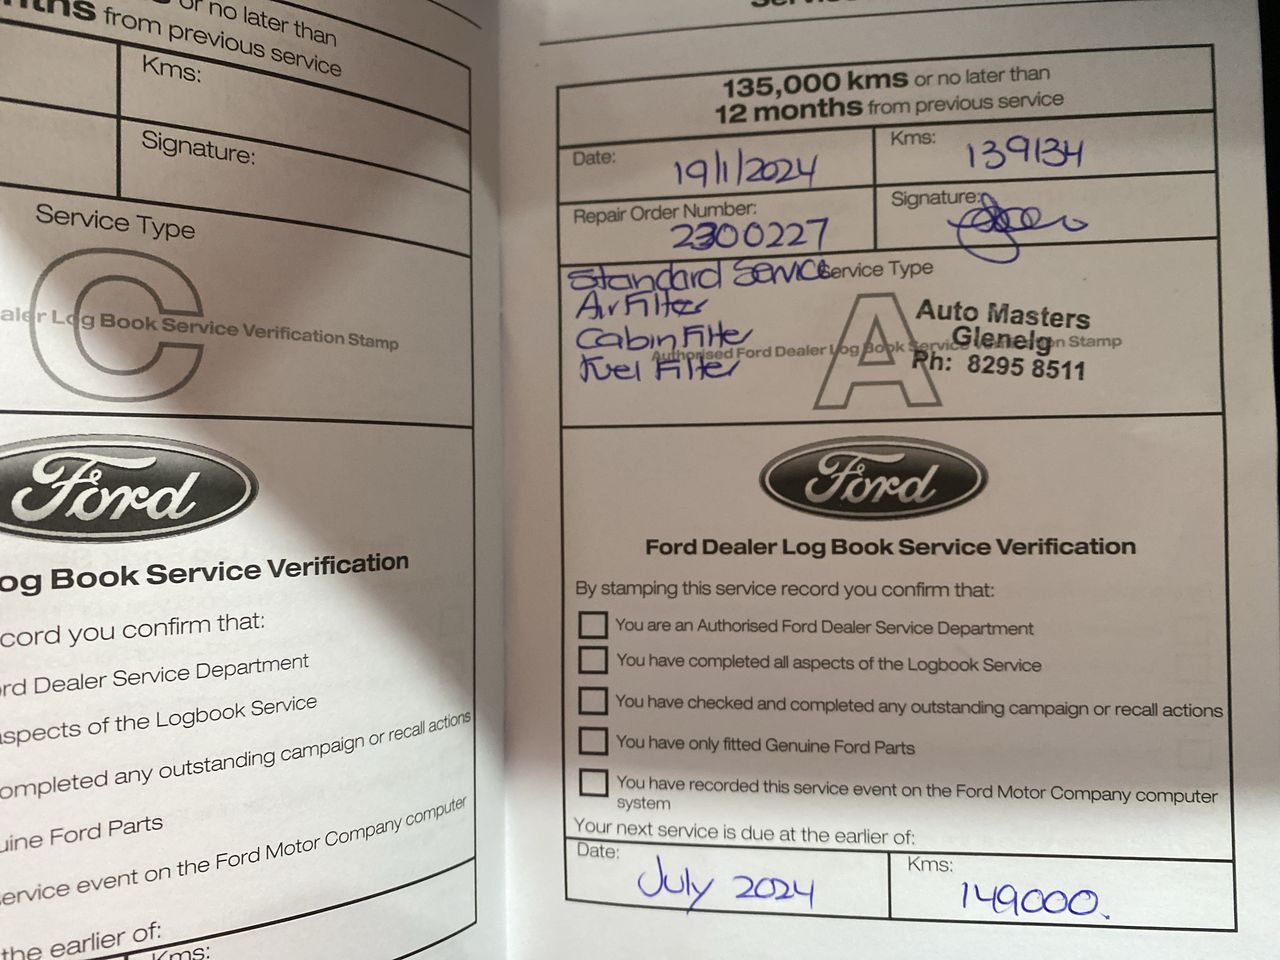 or no later than
from previous service
Kms:
Signature:
Service Type
C
Log Book Service Verification Stamp
Ford
Book Service Verification
you confirm that:
Dealer Service Department
of the Logbook Service
any outstanding campaign or recall actions
Ford Parts
event on the Ford Motor Company computer
the earlier of:
Kms:
135,000 kms or no later than
12 months from previous service
Date: 19/1/2024
Kms: 139134
Repair Order Number: 2300227
Signature:
Standard Service
Service Type
Air Filter
Cabin Filter
Fuel Filter
A
Authorised Ford Dealer Log Book Service Verification Stamp
Auto Masters
Glenelg
Ph: 8295 8511
Ford
Ford Dealer Log Book Service Verification
By stamping this service record you confirm that:
You are an Authorised Ford Dealer Service Department
You have completed all aspects of the Logbook Service
You have checked and completed any outstanding campaign or recall actions
You have only fitted Genuine Ford Parts
You have recorded this service event on the Ford Motor Company computer
system
Your next service is due at the earlier of:
Date: July 2024
Kms: 149000.